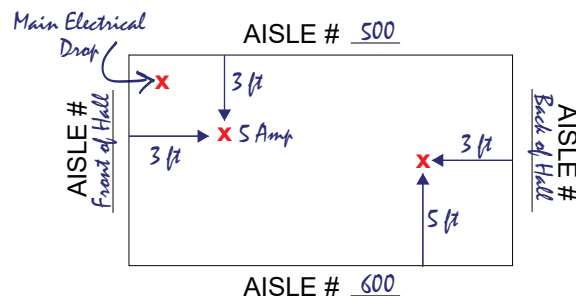 Main Electrical
Drop
AISLE # 500
3 ft
x
x 5 Amp
3 ft
AISLE #
Front of Hall
x
3 ft
AISLE #
Back of Hall
5 ft
AISLE # 600